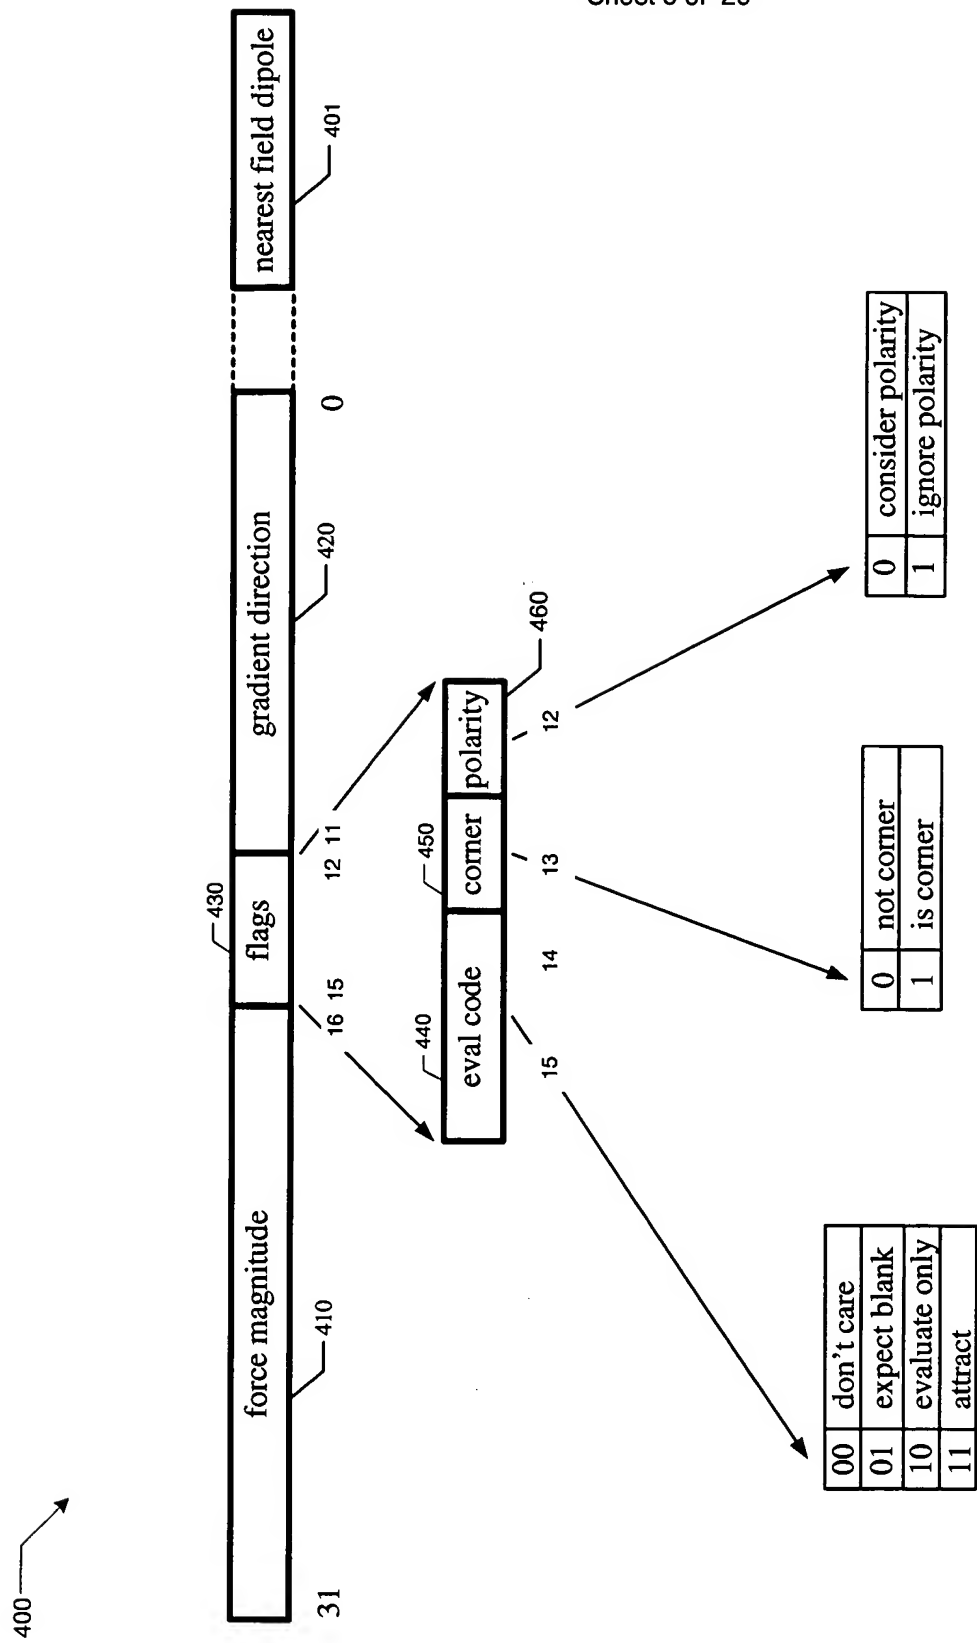 Sheet 6 of 26
400
force magnitude
flags
gradient direction
nearest field dipole
430
31
16 15
12 11
0
410
420
401
440
450
eval code
corner
polarity
460
15
14
13
12
00 don't care
01 expect blank
10 evaluate only
11 attract
0 not corner
1 is corner
0 consider polarity
1 ignore polarity